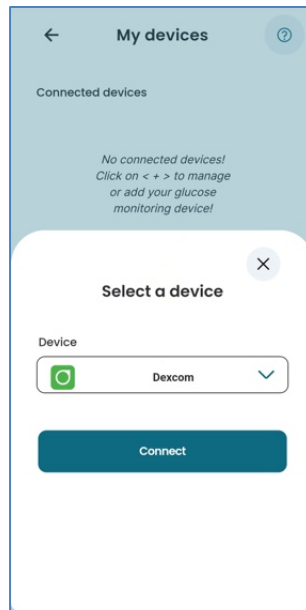 My devices
Connected devices
No connected devices!
Click on < + > to manage
or add your glucose
monitoring device!
Select a device
Device
Dexcom
Connect